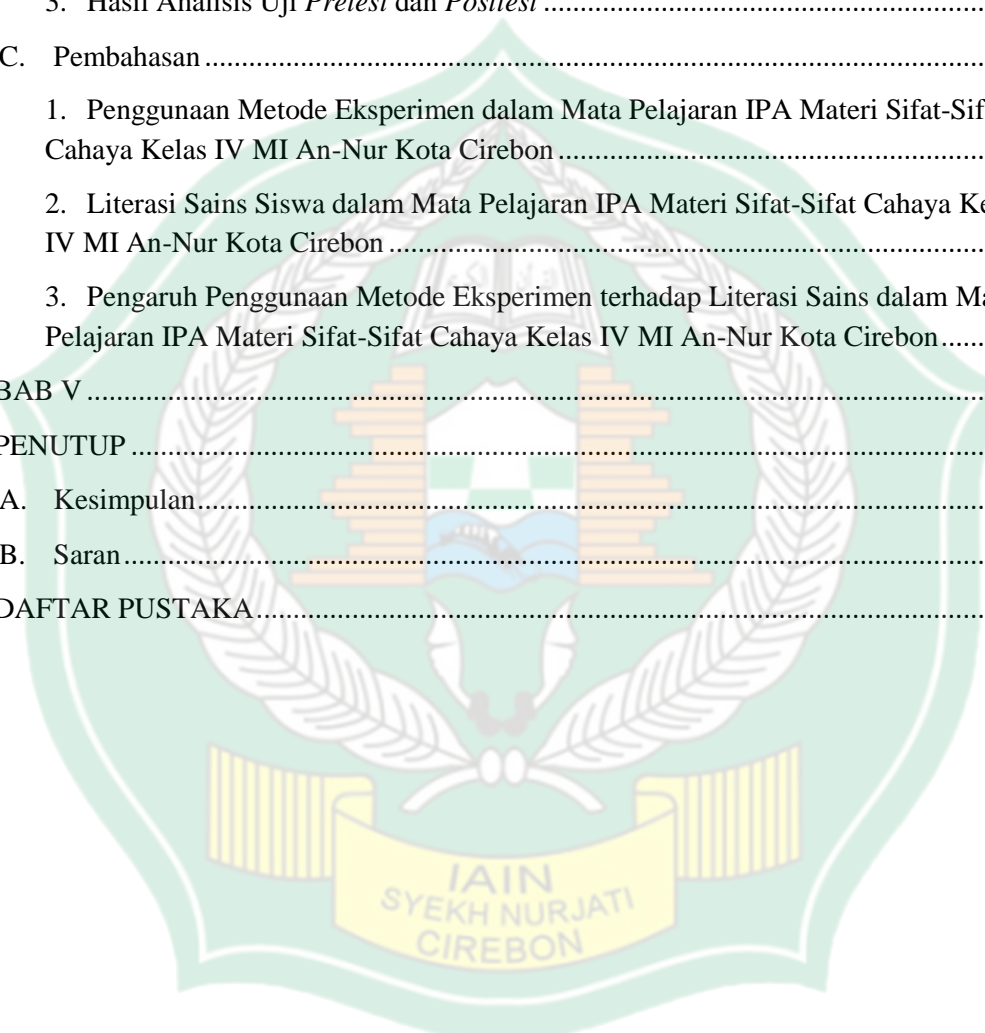 3. Hasil Analisis Uji Pretest dan Posttest ........................................................
C. Pembahasan ........................................................
1. Penggunaan Metode Eksperimen dalam Mata Pelajaran IPA Materi Sifat-Sif
Cahaya Kelas IV MI An-Nur Kota Cirebon ........................................................
2. Literasi Sains Siswa dalam Mata Pelajaran IPA Materi Sifat-Sifat Cahaya Ke
IV MI An-Nur Kota Cirebon ........................................................
3. Pengaruh Penggunaan Metode Eksperimen terhadap Literasi Sains dalam Ma
Pelajaran IPA Materi Sifat-Sifat Cahaya Kelas IV MI An-Nur Kota Cirebon.......
BAB V ........................................................
PENUTUP ........................................................
A. Kesimpulan........................................................
B. Saran ........................................................
DAFTAR PUSTAKA........................................................
IAIN
SYEKH NURJATI
CIREBON